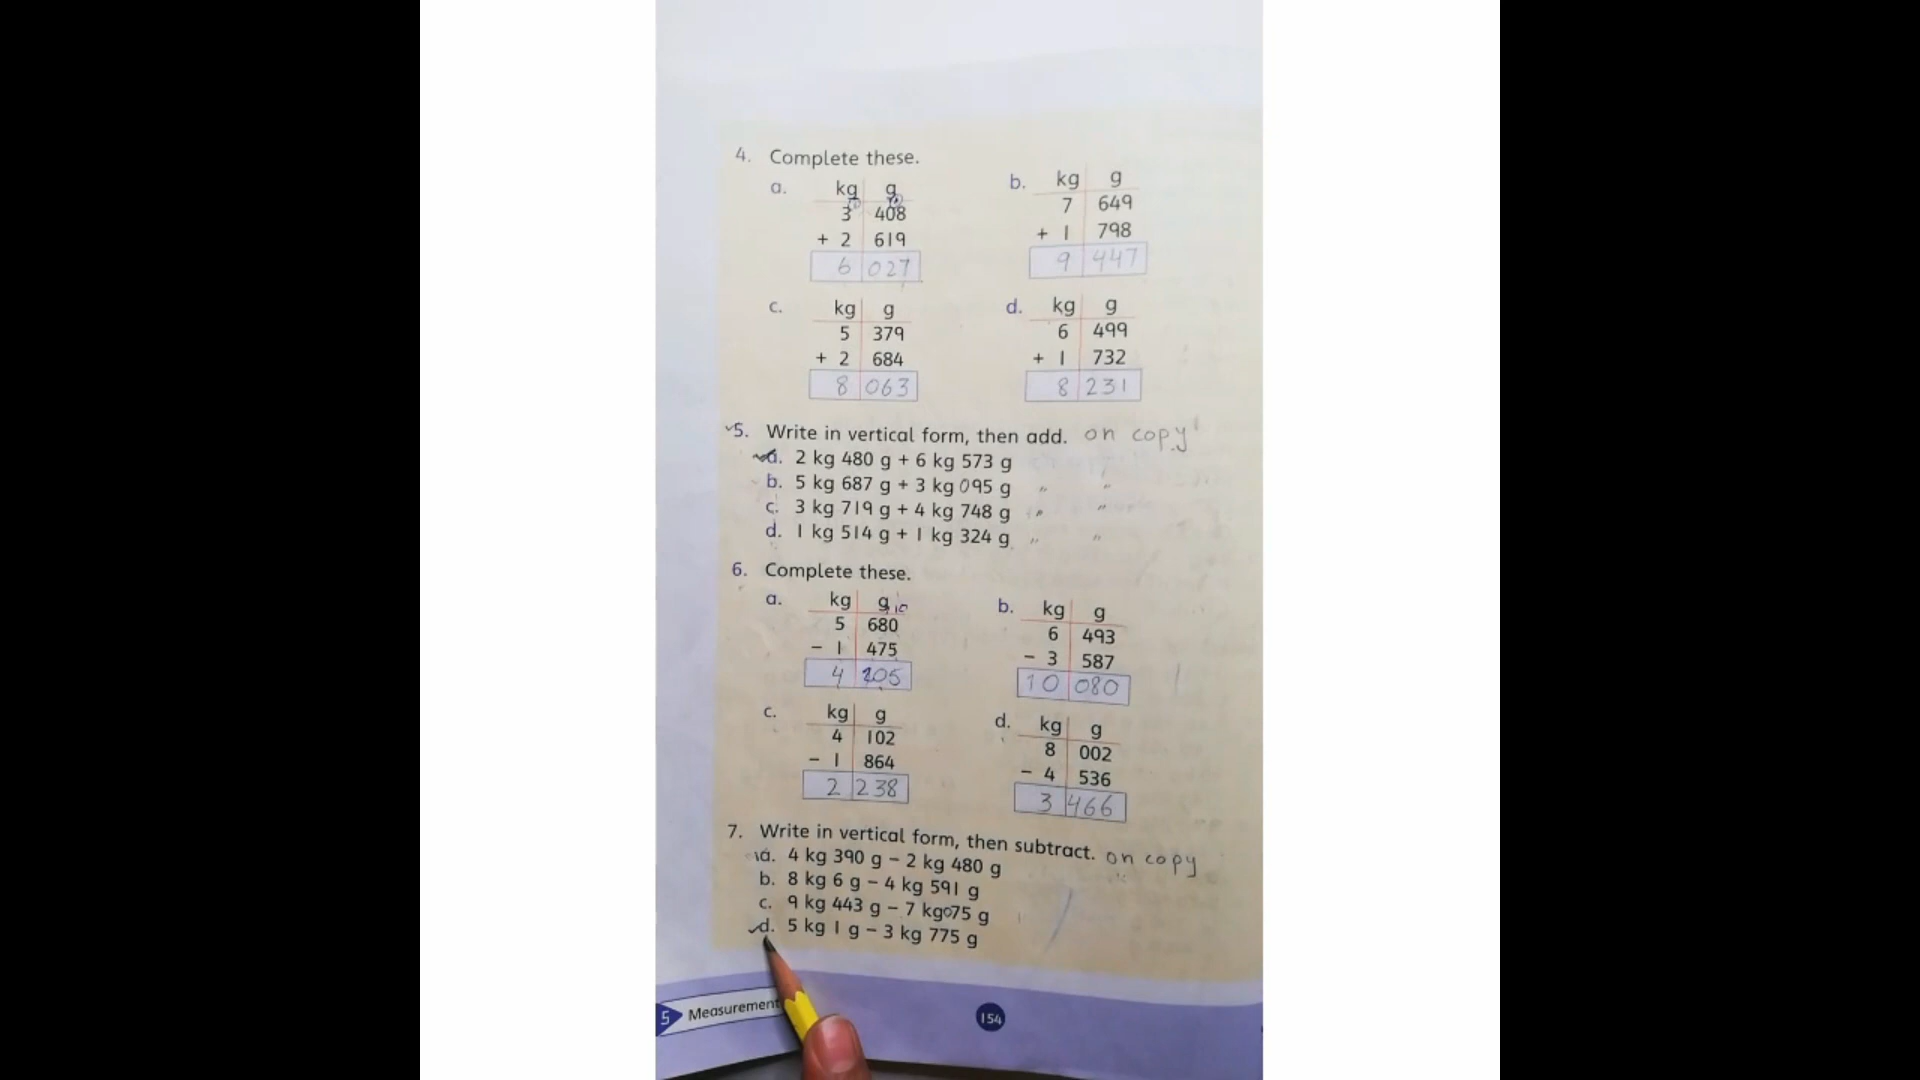 4. Complete these.
a. kg g
3 408
+ 2 619
6 027
b. kg g
7 649
+ 1 798
9 447
c. kg g
5 379
+ 2 684
8 063
d. kg g
6 499
+ 1 732
8 231
5. Write in vertical form, then add. on copy
a. 2 kg 480 g + 6 kg 573 g
b. 5 kg 687 g + 3 kg 095 g " "
c. 3 kg 719 g + 4 kg 748 g " "
d. 1 kg 514 g + 1 kg 324 g " "
6. Complete these.
a. kg g 10
5 680
- 1 475
4 205
b. kg g
6 493
- 3 587
10 080
c. kg g
4 102
- 1 864
2 238
d. kg g
8 002
- 4 536
3 466
7. Write in vertical form, then subtract. on copy
a. 4 kg 390 g - 2 kg 480 g
b. 8 kg 6 g - 4 kg 591 g
c. 9 kg 443 g - 7 kg 075 g
d. 5 kg 1 g - 3 kg 775 g
5 Measurement
154